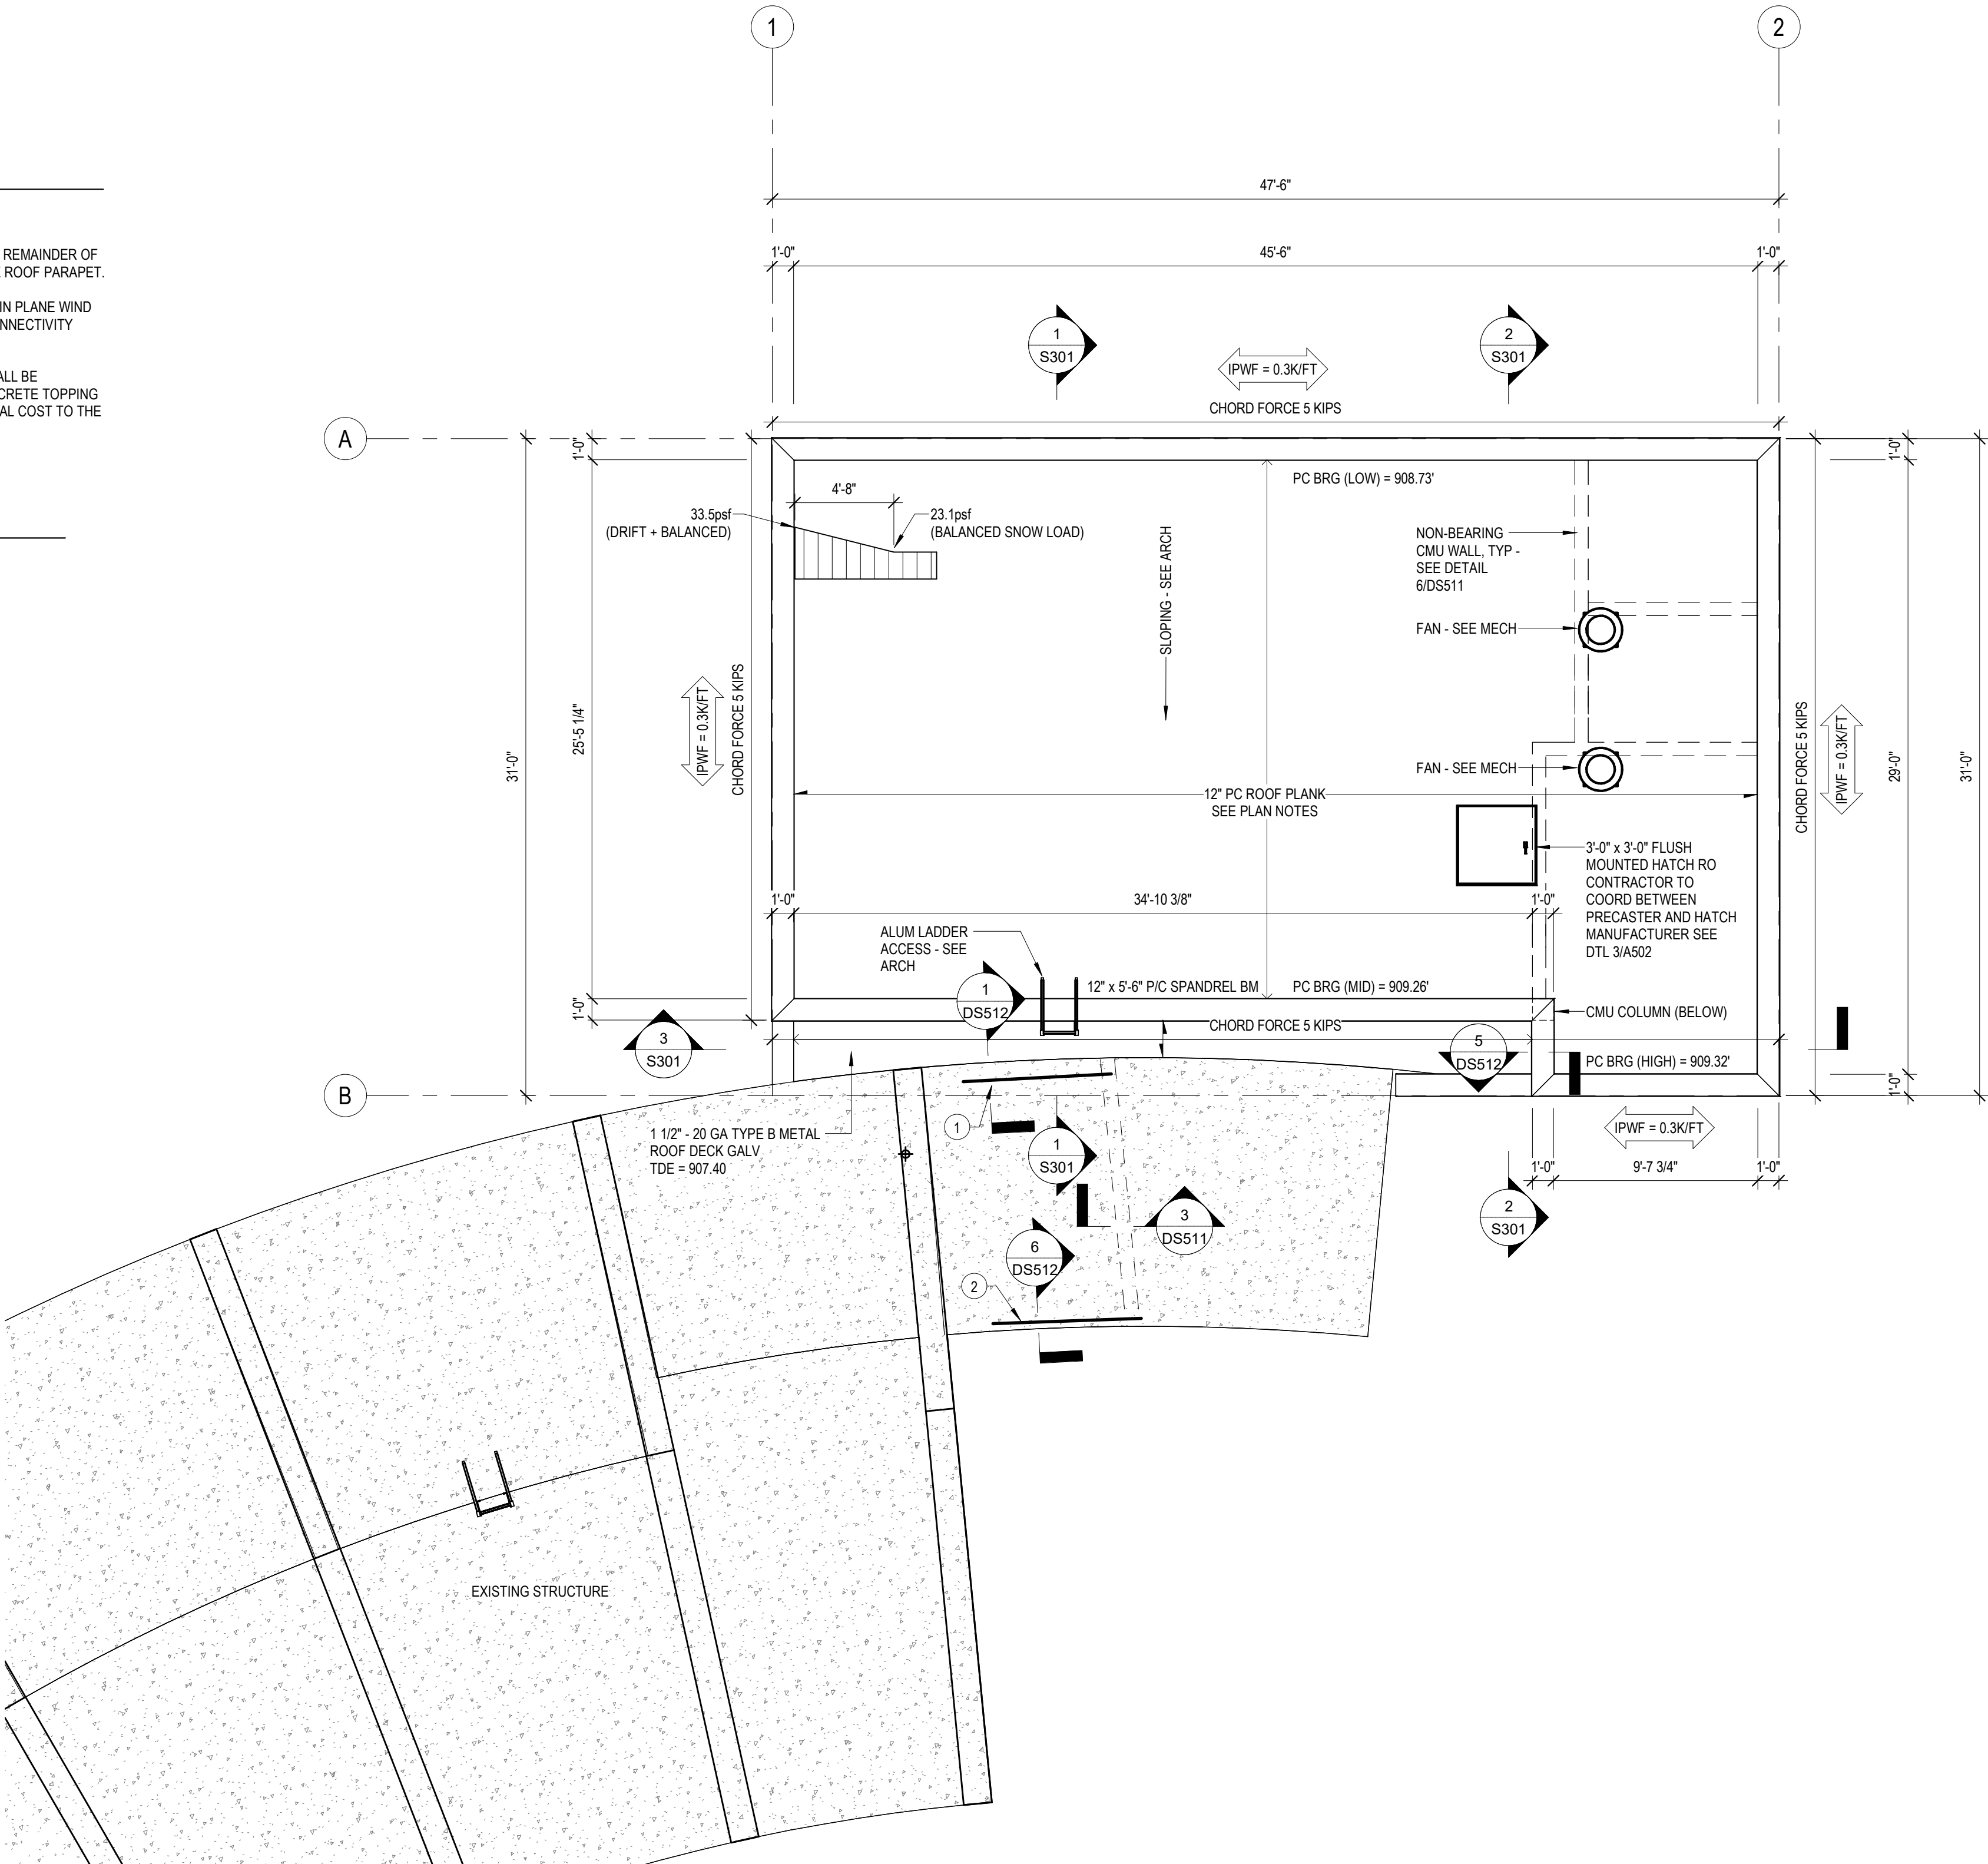 1
2
47'-6"
1'-0"
45'-6"
1'-0"
REMAINDER OF
ROOF PARAPET.
IN PLANE WIND
NNECTIVITY
ALL BE
CRETE TOPPING
AL COST TO THE
1
S301
2
S301
IPWF = 0.3K/FT
CHORD FORCE 5 KIPS
A
1'-0"
1'-0"
PC BRG (LOW) = 908.73'
4'-8"
33.5psf
(DRIFT + BALANCED)
23.1psf
(BALANCED SNOW LOAD)
SLOPING - SEE ARCH
NON-BEARING
CMU WALL, TYP -
SEE DETAIL
6/DS511
FAN - SEE MECH
FAN - SEE MECH
31'-0"
25'-5 1/4"
IPWF = 0.3K/FT
CHORD FORCE 5 KIPS
CHORD FORCE 5 KIPS
IPWF = 0.3K/FT
29'-0"
31'-0"
12" PC ROOF PLANK
SEE PLAN NOTES
3'-0" x 3'-0" FLUSH
MOUNTED HATCH RO
CONTRACTOR TO
COORD BETWEEN
PRECASTER AND HATCH
MANUFACTURER SEE
DTL 3/A502
1'-0"
34'-10 3/8"
1'-0"
ALUM LADDER
ACCESS - SEE
ARCH
1
DS512
12" x 5'-6" P/C SPANDREL BM
PC BRG (MID) = 909.26'
1'-0"
CMU COLUMN (BELOW)
CHORD FORCE 5 KIPS
3
S301
5
DS512
PC BRG (HIGH) = 909.32'
1'-0"
B
1
1 1/2" - 20 GA TYPE B METAL
ROOF DECK GALV
TDE = 907.40
IPWF = 0.3K/FT
1
S301
1'-0"
9'-7 3/4"
1'-0"
2
S301
3
DS511
6
DS512
2
EXISTING STRUCTURE